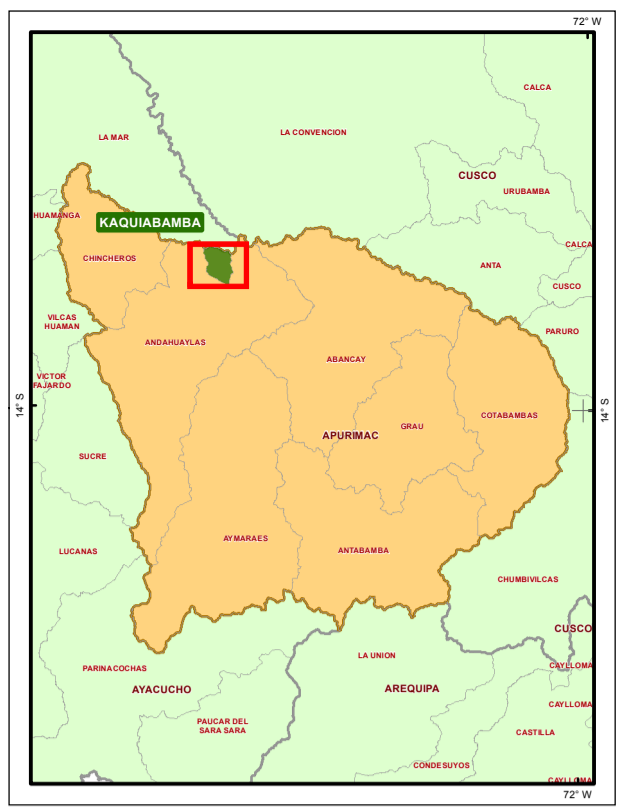 72° W
CALCA
LA CONVENCION
LA MAR
CUSCO
URUBAMBA
HUAMANGA
KAQUIABAMBA
CALCA
CHINCHEROS
ANTA
CUSCO
VILCAS
HUAMAN
PARURO
ANDAHUAYLAS
ABANCAY
VICTOR
FAJARDO
14° S
14° S
COTABAMBAS
GRAU
APURIMAC
SUCRE
AYMARAES
ANTABAMBA
LUCANAS
CHUMBIVILCAS
CUSCO
LA UNION
CAYLLOMA
PARINACOCHAS
AYACUCHO
AREQUIPA
CAYLLOMA
PAUCAR DEL
SARA SARA
CASTILLA
CONDESUYOS
CAYLLOMA
72° W